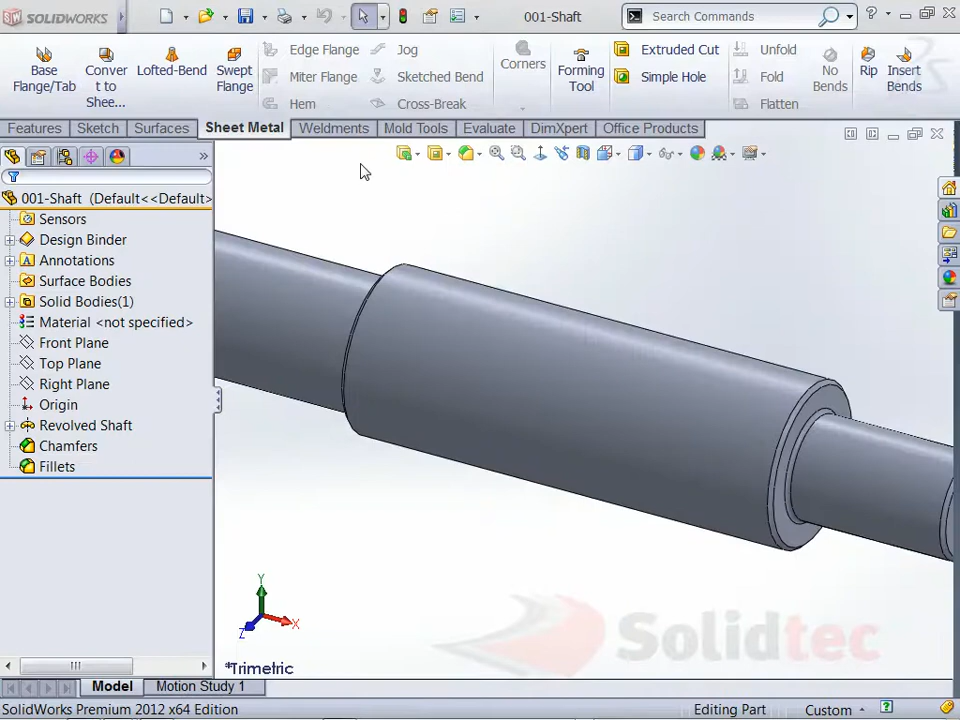 SOLIDWORKS
001-Shaft
Search Commands
Base Flange/Tab
Convert to Shee...
Lofted-Bend
Swept Flange
Edge Flange
Miter Flange
Hem
Jog
Sketched Bend
Cross-Break
Corners
Forming Tool
Extruded Cut
Simple Hole
Unfold
Fold
Flatten
No Bends
Rip
Insert Bends
Features
Sketch
Surfaces
Sheet Metal
Weldments
Mold Tools
Evaluate
DimXpert
Office Products
001-Shaft (Default<<Default>
Sensors
Design Binder
Annotations
Surface Bodies
Solid Bodies(1)
Material <not specified>
Front Plane
Top Plane
Right Plane
Origin
Revolved Shaft
Chamfers
Fillets
Y
X
Z
*Trimetric
Solidtec
Model
Motion Study 1
SolidWorks Premium 2012 x64 Edition
Editing Part
Custom